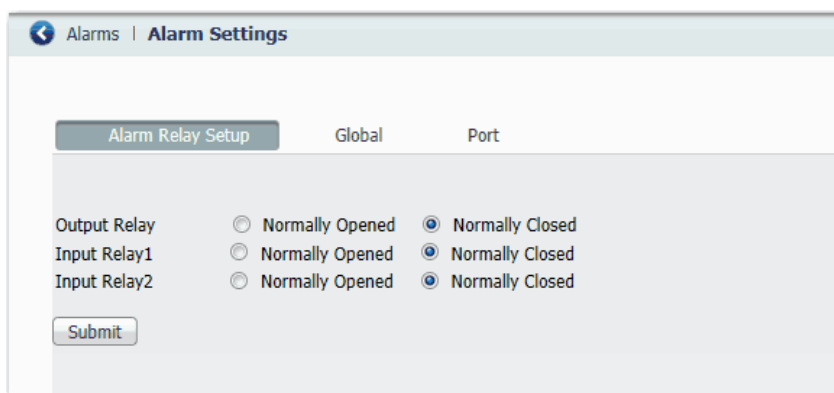 Alarms | Alarm Settings
Alarm Relay Setup Global Port
Output Relay Normally Opened Normally Closed
Input Relay1 Normally Opened Normally Closed
Input Relay2 Normally Opened Normally Closed
Submit